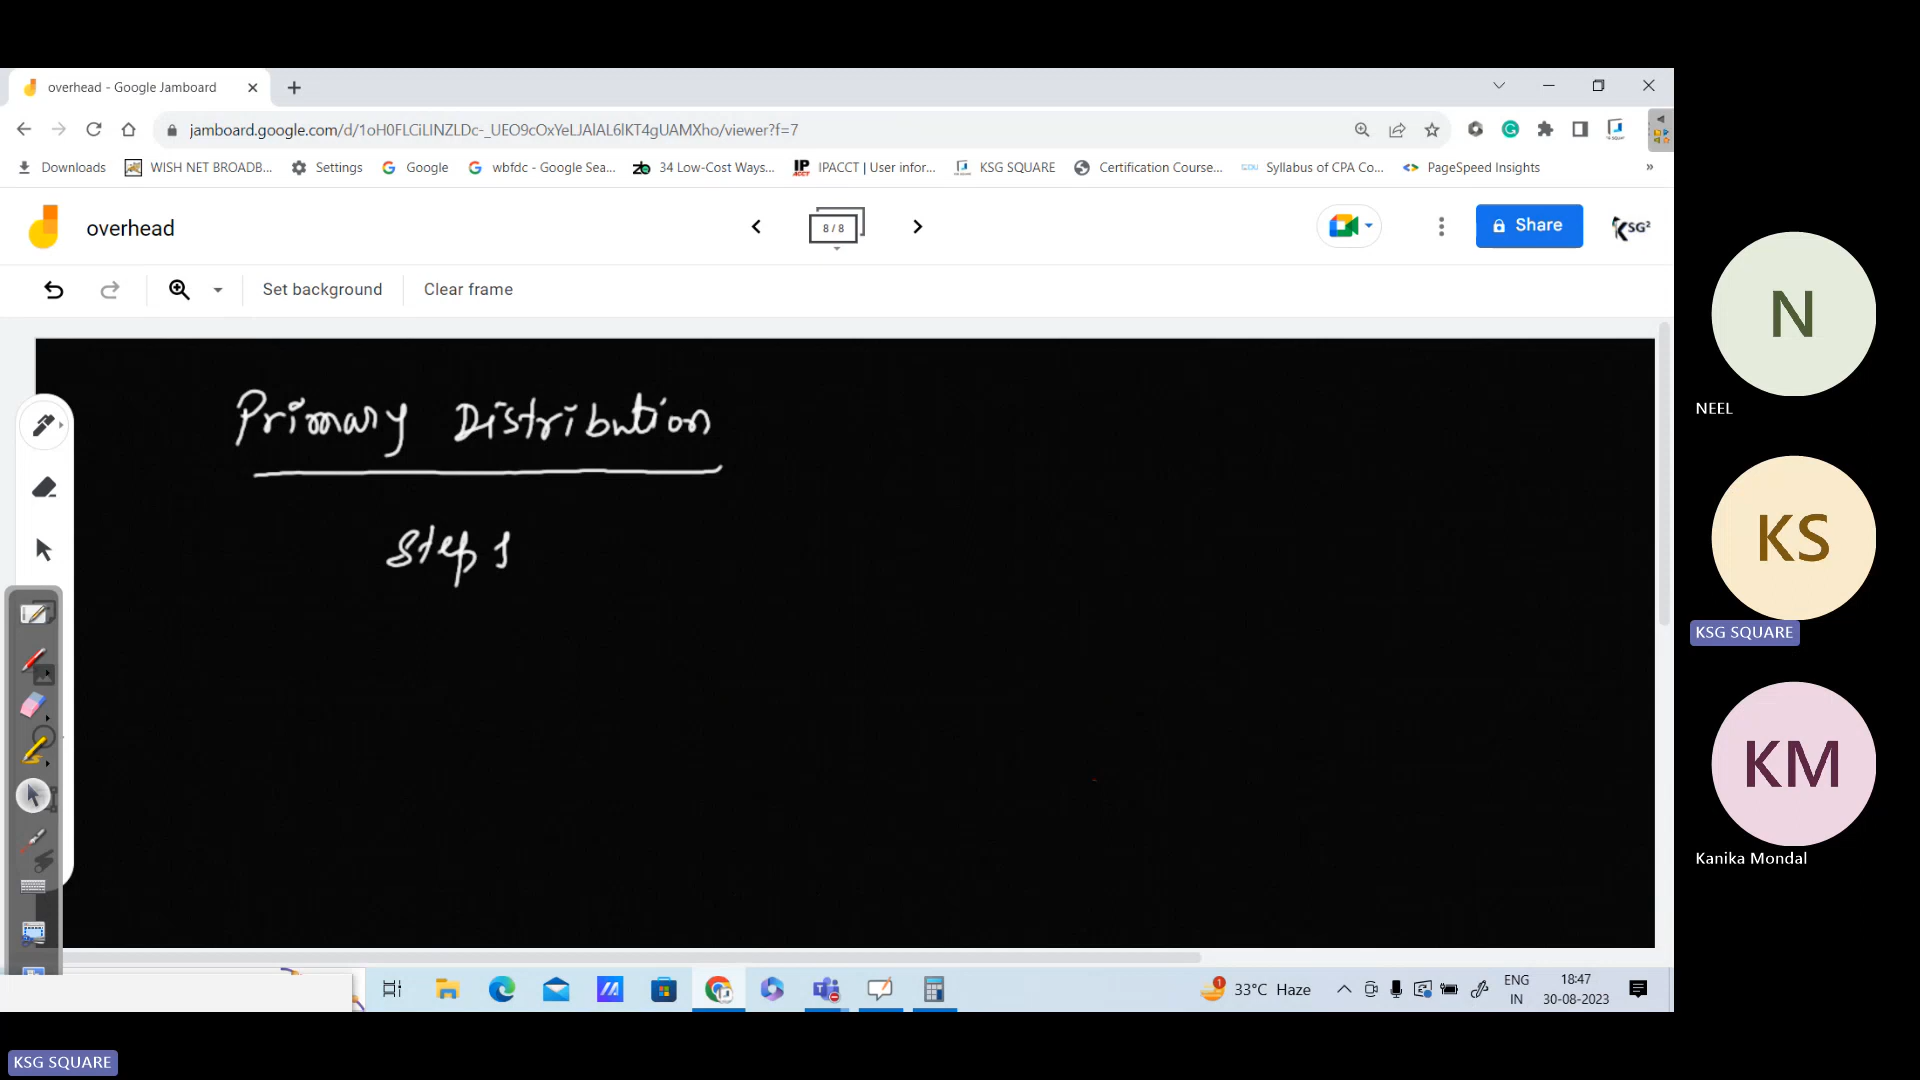 overhead - Google Jamboard
jamboard.google.com/d/1oH0FLCiLINZLDc-_UEO9cOxYeLJAlAL6lKT4gUAMXho/viewer?f=7
Downloads WISH NET BROADB... Settings Google wbfdc - Google Sea... 34 Low-Cost Ways... IPACCT | User infor... KSG SQUARE Certification Course... Syllabus of CPA Co... PageSpeed Insights »
overhead 8 / 8 Share KSG²
Set background Clear frame
Primary Distribution
Step 1
N
NEEL
KS
KSG SQUARE
KM
Kanika Mondal
1 33°C Haze ENG IN 18:47 30-08-2023
KSG SQUARE